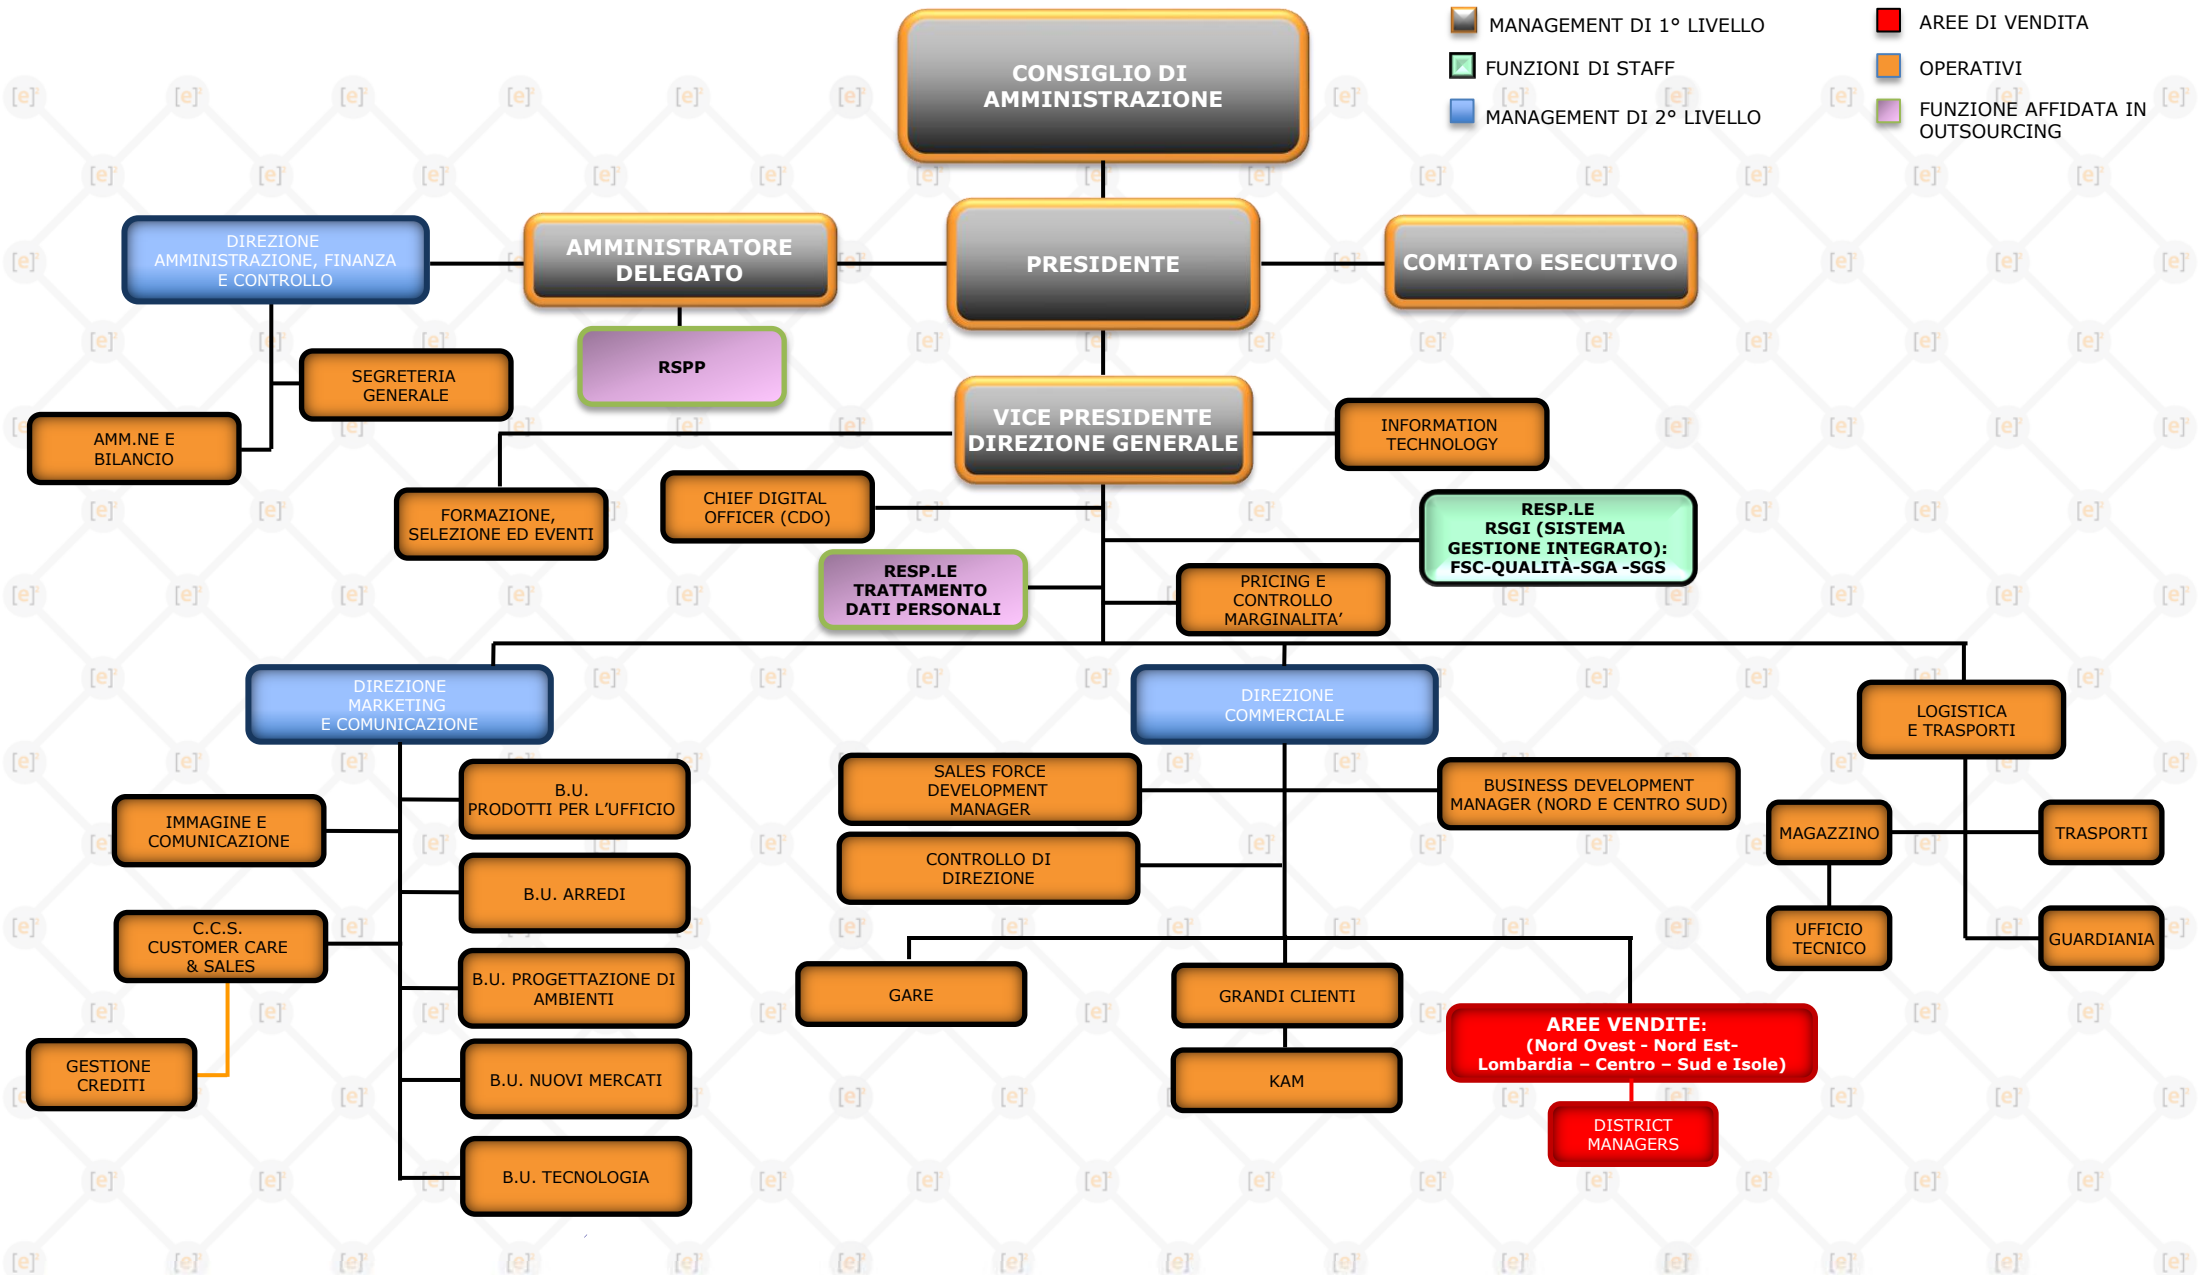 MANAGEMENT DI 1° LIVELLO
AREE DI VENDITA
FUNZIONI DI STAFF
OPERATIVI
MANAGEMENT DI 2° LIVELLO
FUNZIONE AFFIDATA IN
OUTSOURCING
CONSIGLIO DI
AMMINISTRAZIONE
DIREZIONE
AMMINISTRAZIONE, FINANZA
E CONTROLLO
AMMINISTRATORE
DELEGATO
PRESIDENTE
COMITATO ESECUTIVO
RSPP
SEGRETERIA
GENERALE
AMM.NE E
BILANCIO
VICE PRESIDENTE
DIREZIONE GENERALE
INFORMATION
TECHNOLOGY
FORMAZIONE,
SELEZIONE ED EVENTI
CHIEF DIGITAL
OFFICER (CDO)
RESP.LE
RSGI (SISTEMA
GESTIONE INTEGRATO):
FSC-QUALITÀ-SGA -SGS
RESP.LE
TRATTAMENTO
DATI PERSONALI
PRICING E
CONTROLLO
MARGINALITA’
DIREZIONE
MARKETING
E COMUNICAZIONE
DIREZIONE
COMMERCIALE
LOGISTICA
E TRASPORTI
B.U.
PRODOTTI PER L’UFFICIO
IMMAGINE E
COMUNICAZIONE
B.U. ARREDI
C.C.S.
CUSTOMER CARE
& SALES
B.U. PROGETTAZIONE DI
AMBIENTI
GESTIONE
CREDITI
B.U. NUOVI MERCATI
B.U. TECNOLOGIA
SALES FORCE
DEVELOPMENT
MANAGER
BUSINESS DEVELOPMENT
MANAGER (NORD E CENTRO SUD)
CONTROLLO DI
DIREZIONE
GARE
GRANDI CLIENTI
KAM
AREE VENDITE:
(Nord Ovest - Nord Est-
Lombardia – Centro – Sud e Isole)
DISTRICT
MANAGERS
MAGAZZINO
TRASPORTI
UFFICIO
TECNICO
GUARDIANIA